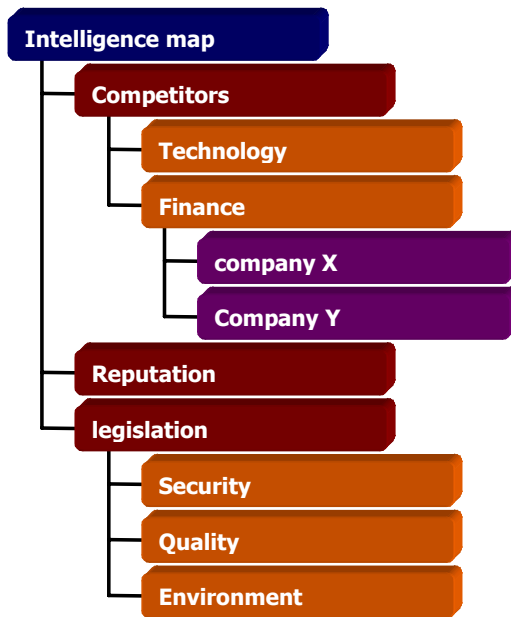 Intelligence map
Competitors
Technology
Finance
company X
Company Y
Reputation
legislation
Security
Quality
Environment